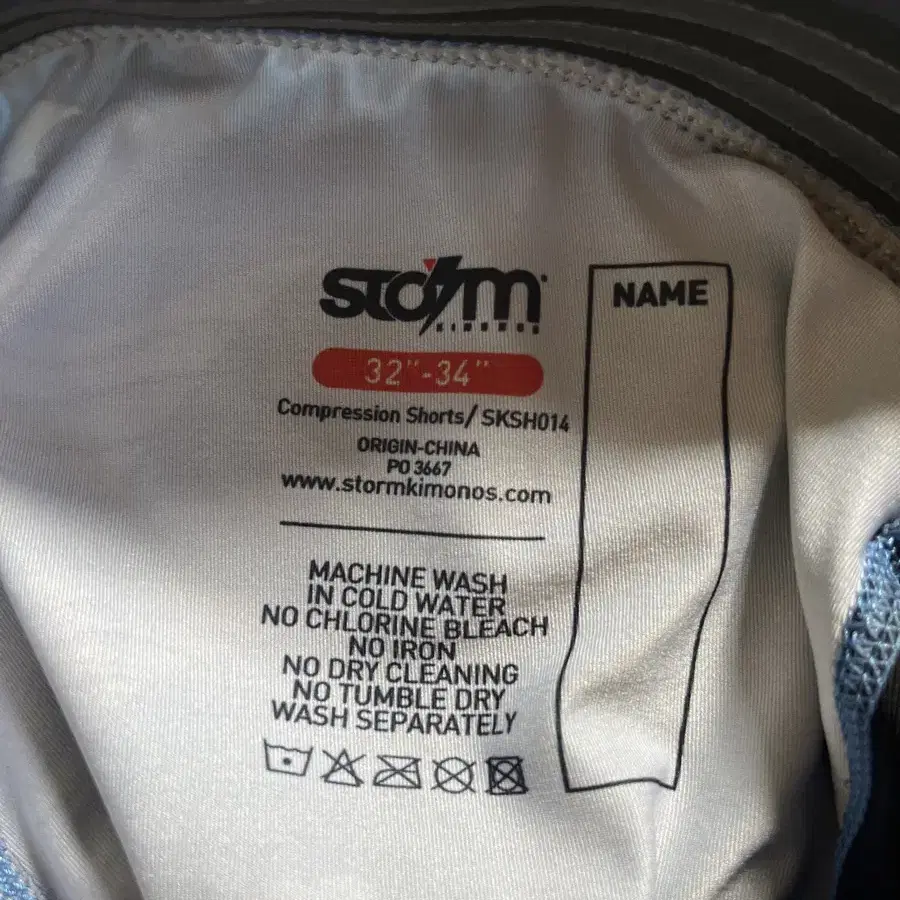 STORM
KIMONOS
32"-34"
Compression Shorts/ SKSH014
ORIGIN-CHINA
PO 3667
www.stormkimonos.com
MACHINE WASH
IN COLD WATER
NO CHLORINE BLEACH
NO IRON
NO DRY CLEANING
NO TUMBLE DRY
WASH SEPARATELY
NAME